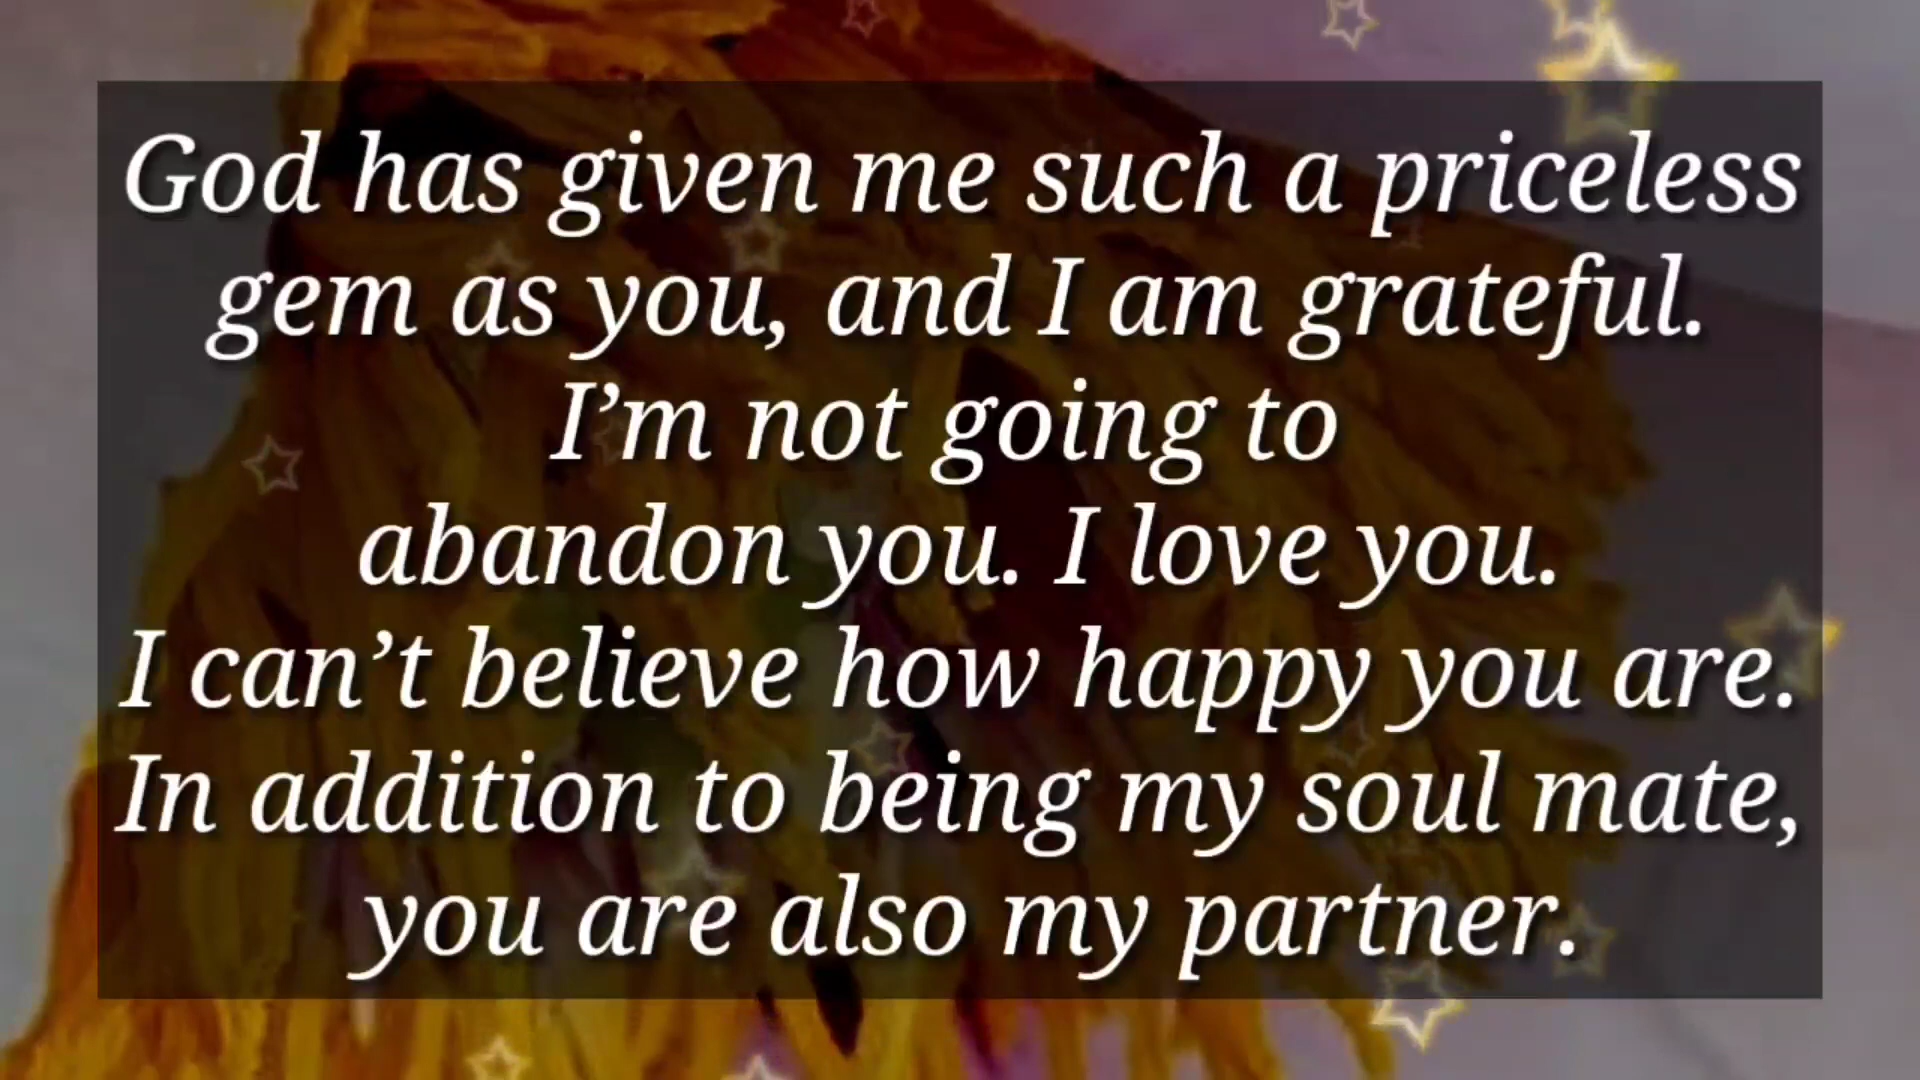 God has given me such a priceless
gem as you, and I am grateful.
I’m not going to
abandon you. I love you.
I can’t believe how happy you are.
In addition to being my soul mate,
you are also my partner.